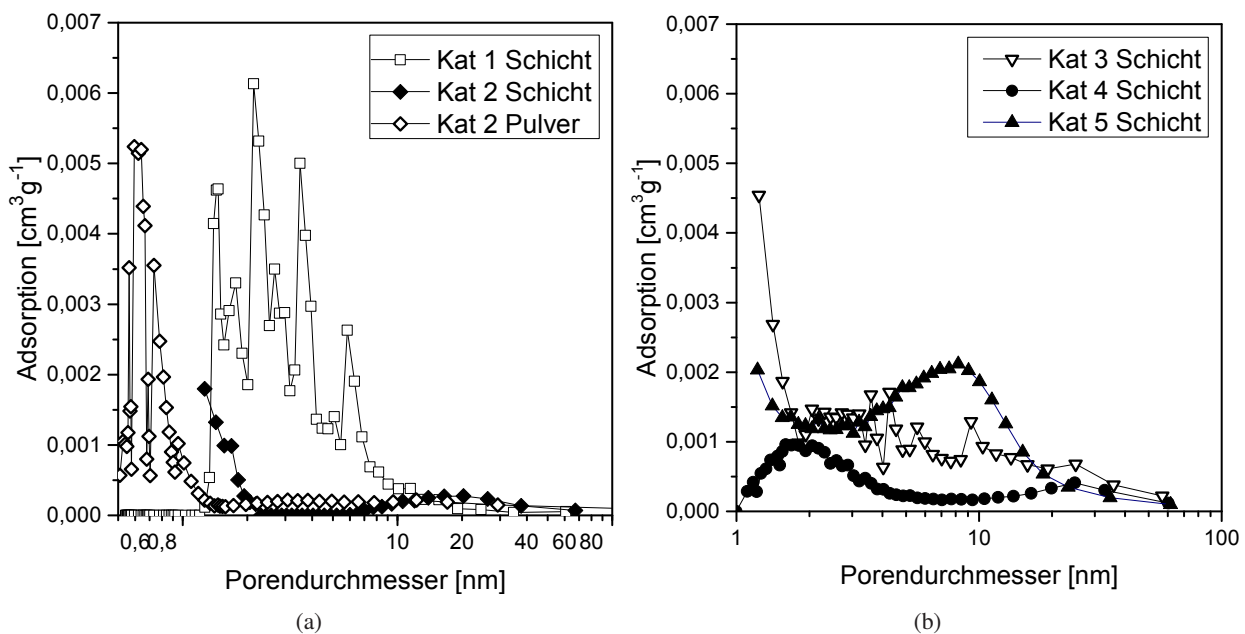 0,007
0,006
0,005
0,004
0,003
0,002
0,001
0,000
Adsorption [cm³g⁻¹]
Kat 1 Schicht
Kat 2 Schicht
Kat 2 Pulver
0,6 0,8 10 20 40 60 80
Porendurchmesser [nm]
(a)
0,007
0,006
0,005
0,004
0,003
0,002
0,001
0,000
Adsorption [cm³g⁻¹]
Kat 3 Schicht
Kat 4 Schicht
Kat 5 Schicht
1 10 100
Porendurchmesser [nm]
(b)